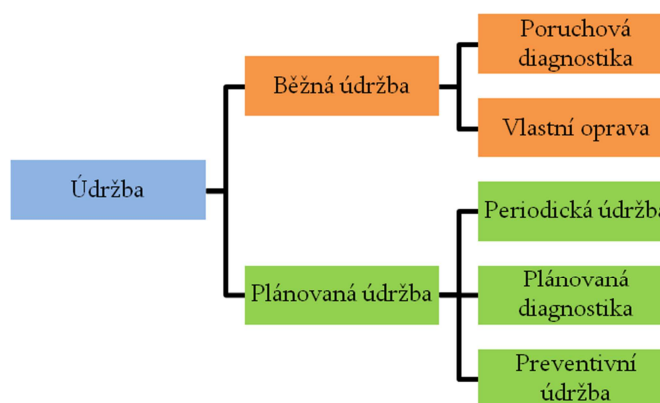 Údržba
Běžná údržba
Poruchová
diagnostika
Vlastní oprava
Plánovaná údržba
Periodická údržba
Plánovaná
diagnostika
Preventivní
údržba